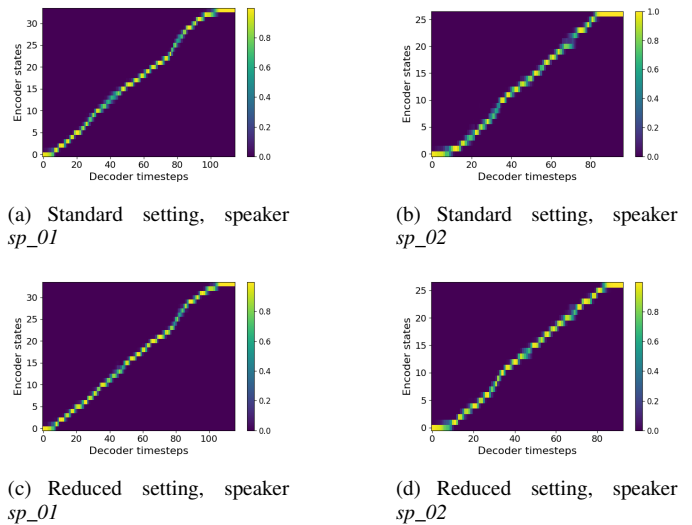 30
25
20
15
10
5
0
Encoder states
0 20 40 60 80 100
Decoder timesteps
0.8
0.6
0.4
0.2
0.0
(a) Standard setting, speaker
sp_01
25
20
15
10
5
0
Encoder states
0 20 40 60 80
Decoder timesteps
1.0
0.8
0.6
0.4
0.2
0.0
(b) Standard setting, speaker
sp_02
30
25
20
15
10
5
0
Encoder states
0 20 40 60 80 100
Decoder timesteps
0.8
0.6
0.4
0.2
0.0
(c) Reduced setting, speaker
sp_01
25
20
15
10
5
0
Encoder states
0 20 40 60 80
Decoder timesteps
0.8
0.6
0.4
0.2
0.0
(d) Reduced setting, speaker
sp_02